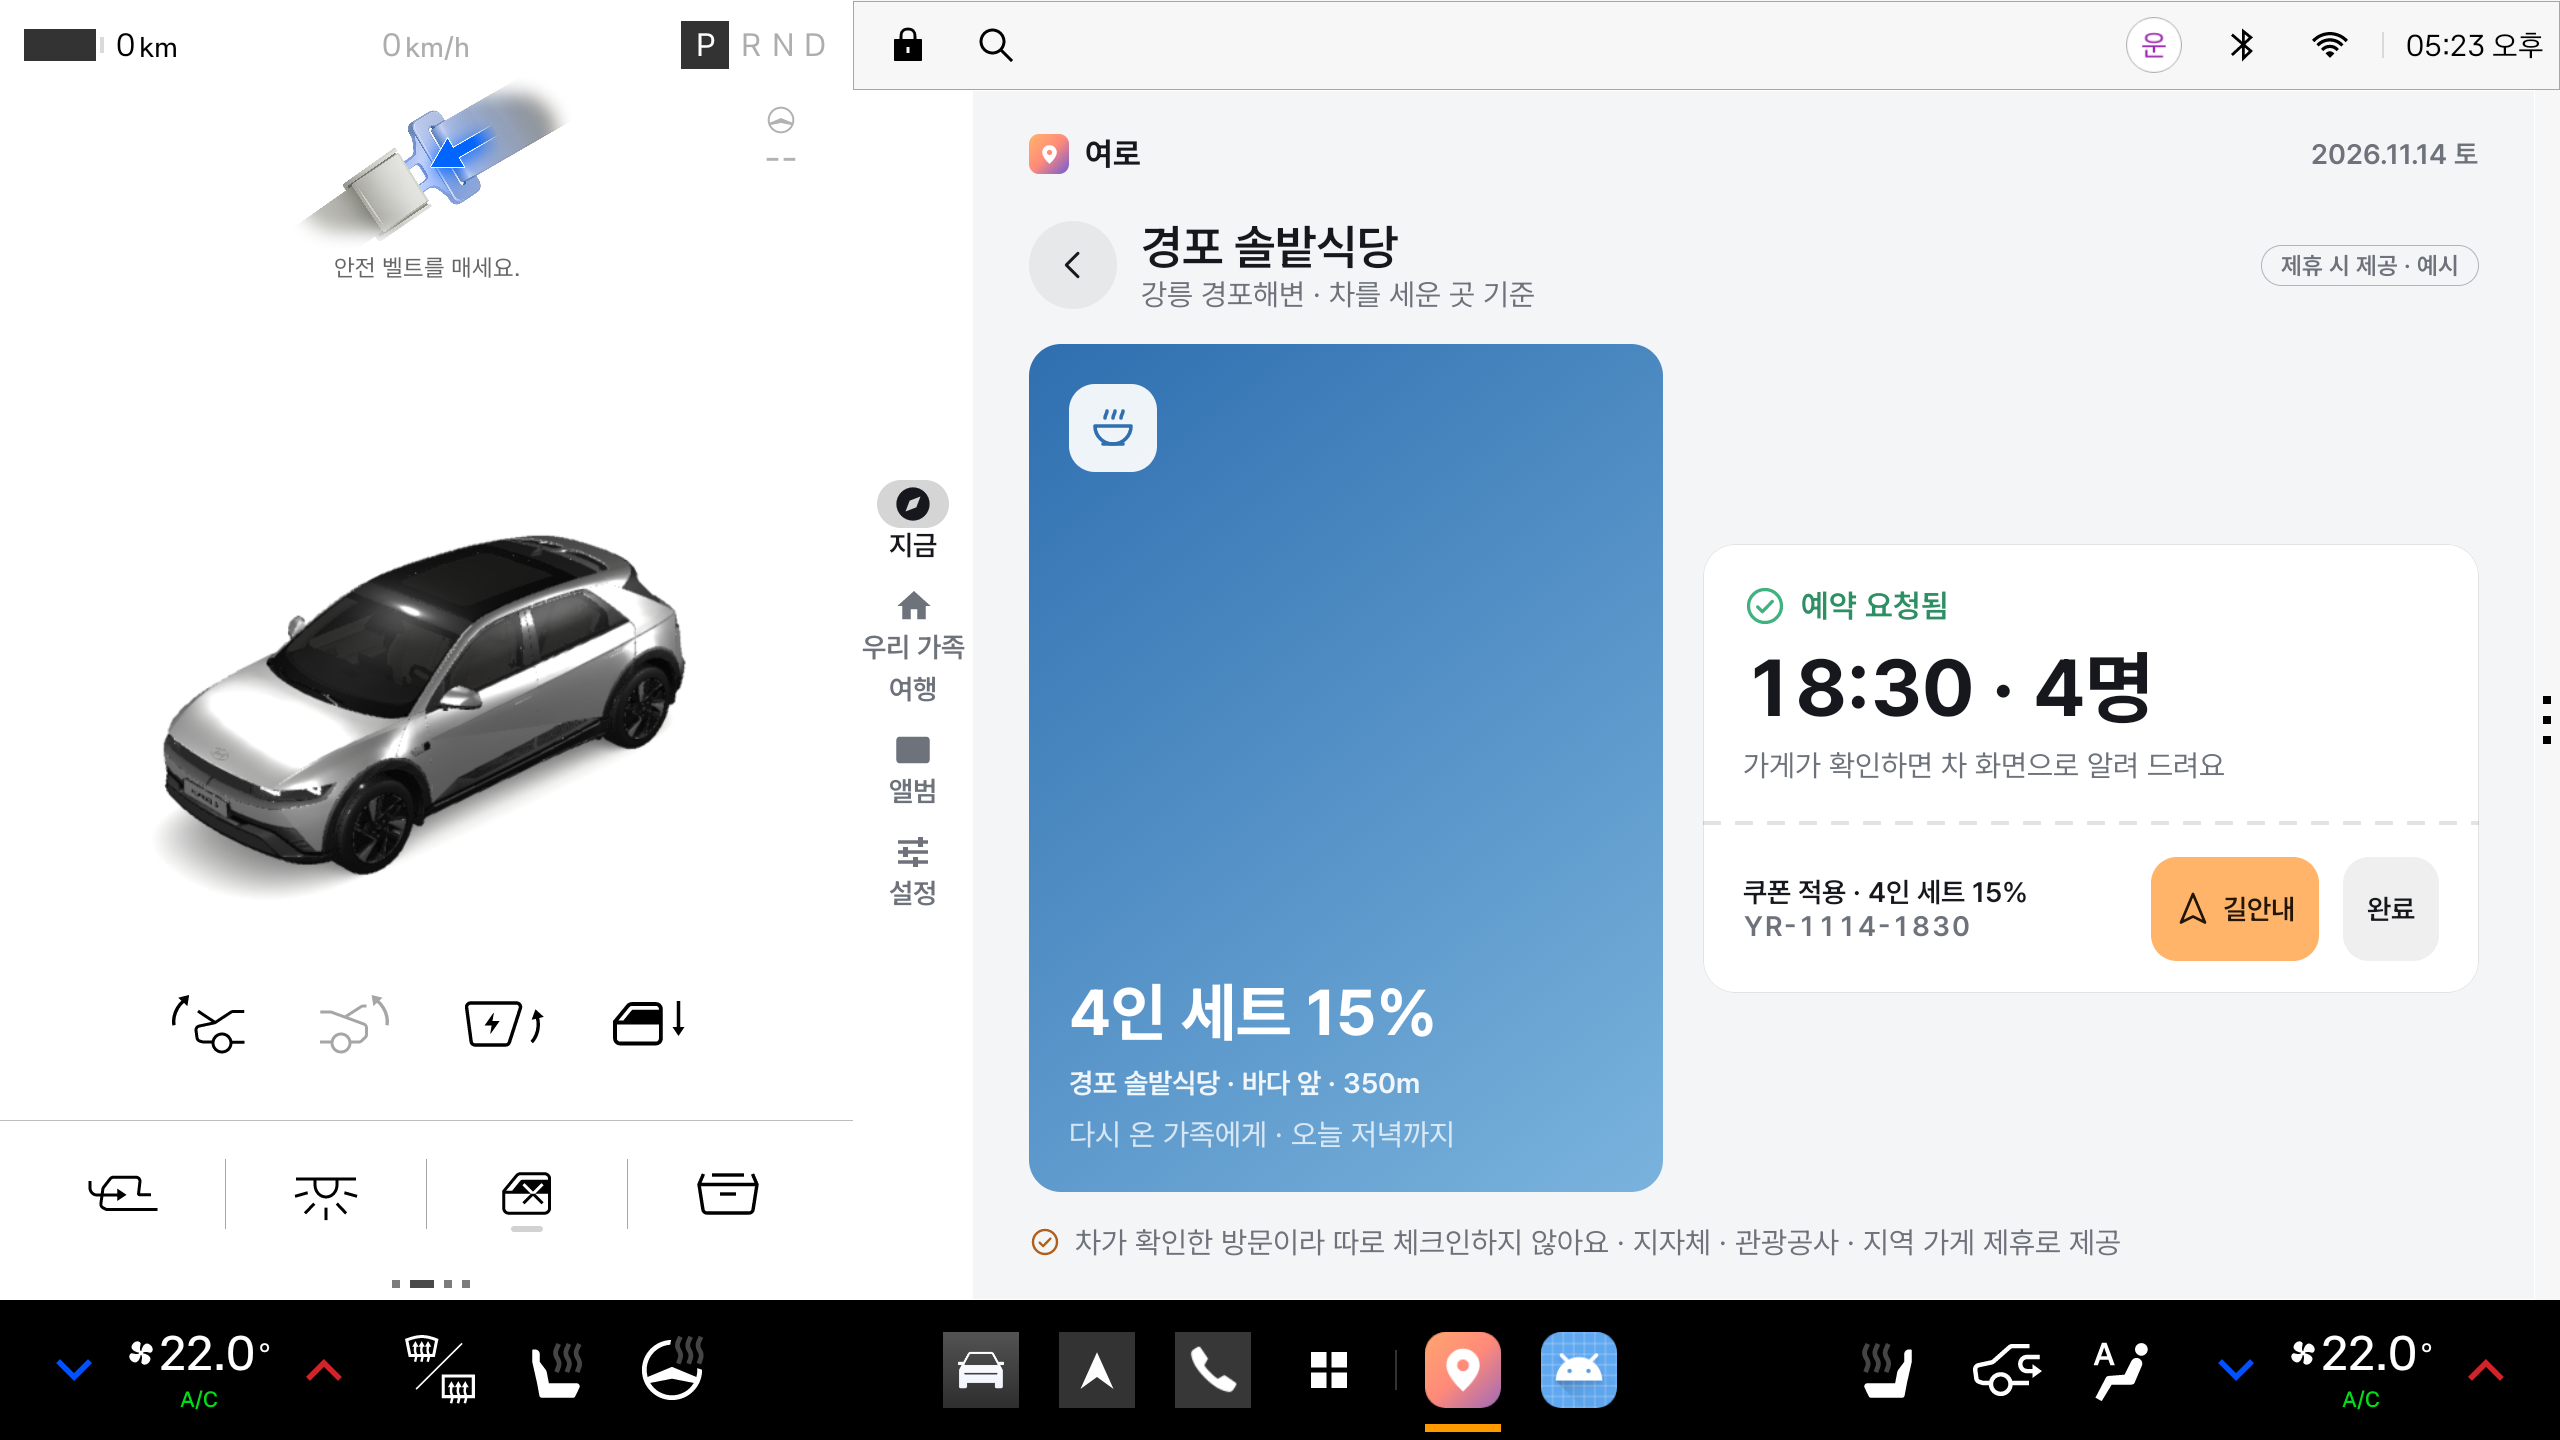 0 km
0 km/h
P R N D
운
05:23 오후
안전 벨트를 매세요.
--
여로
2026.11.14 토
경포 솔밭식당
강릉 경포해변 · 차를 세운 곳 기준
제휴 시 제공 · 예시
지금
우리 가족
여행
앨범
설정
4인 세트 15%
경포 솔밭식당 · 바다 앞 · 350m
다시 온 가족에게 · 오늘 저녁까지
예약 요청됨
18:30 · 4명
가게가 확인하면 차 화면으로 알려 드려요
쿠폰 적용 · 4인 세트 15%
YR-1114-1830
길안내
완료
차가 확인한 방문이라 따로 체크인하지 않아요 · 지자체 · 관광공사 · 지역 가게 제휴로 제공
22.0°
A/C
A
22.0°
A/C